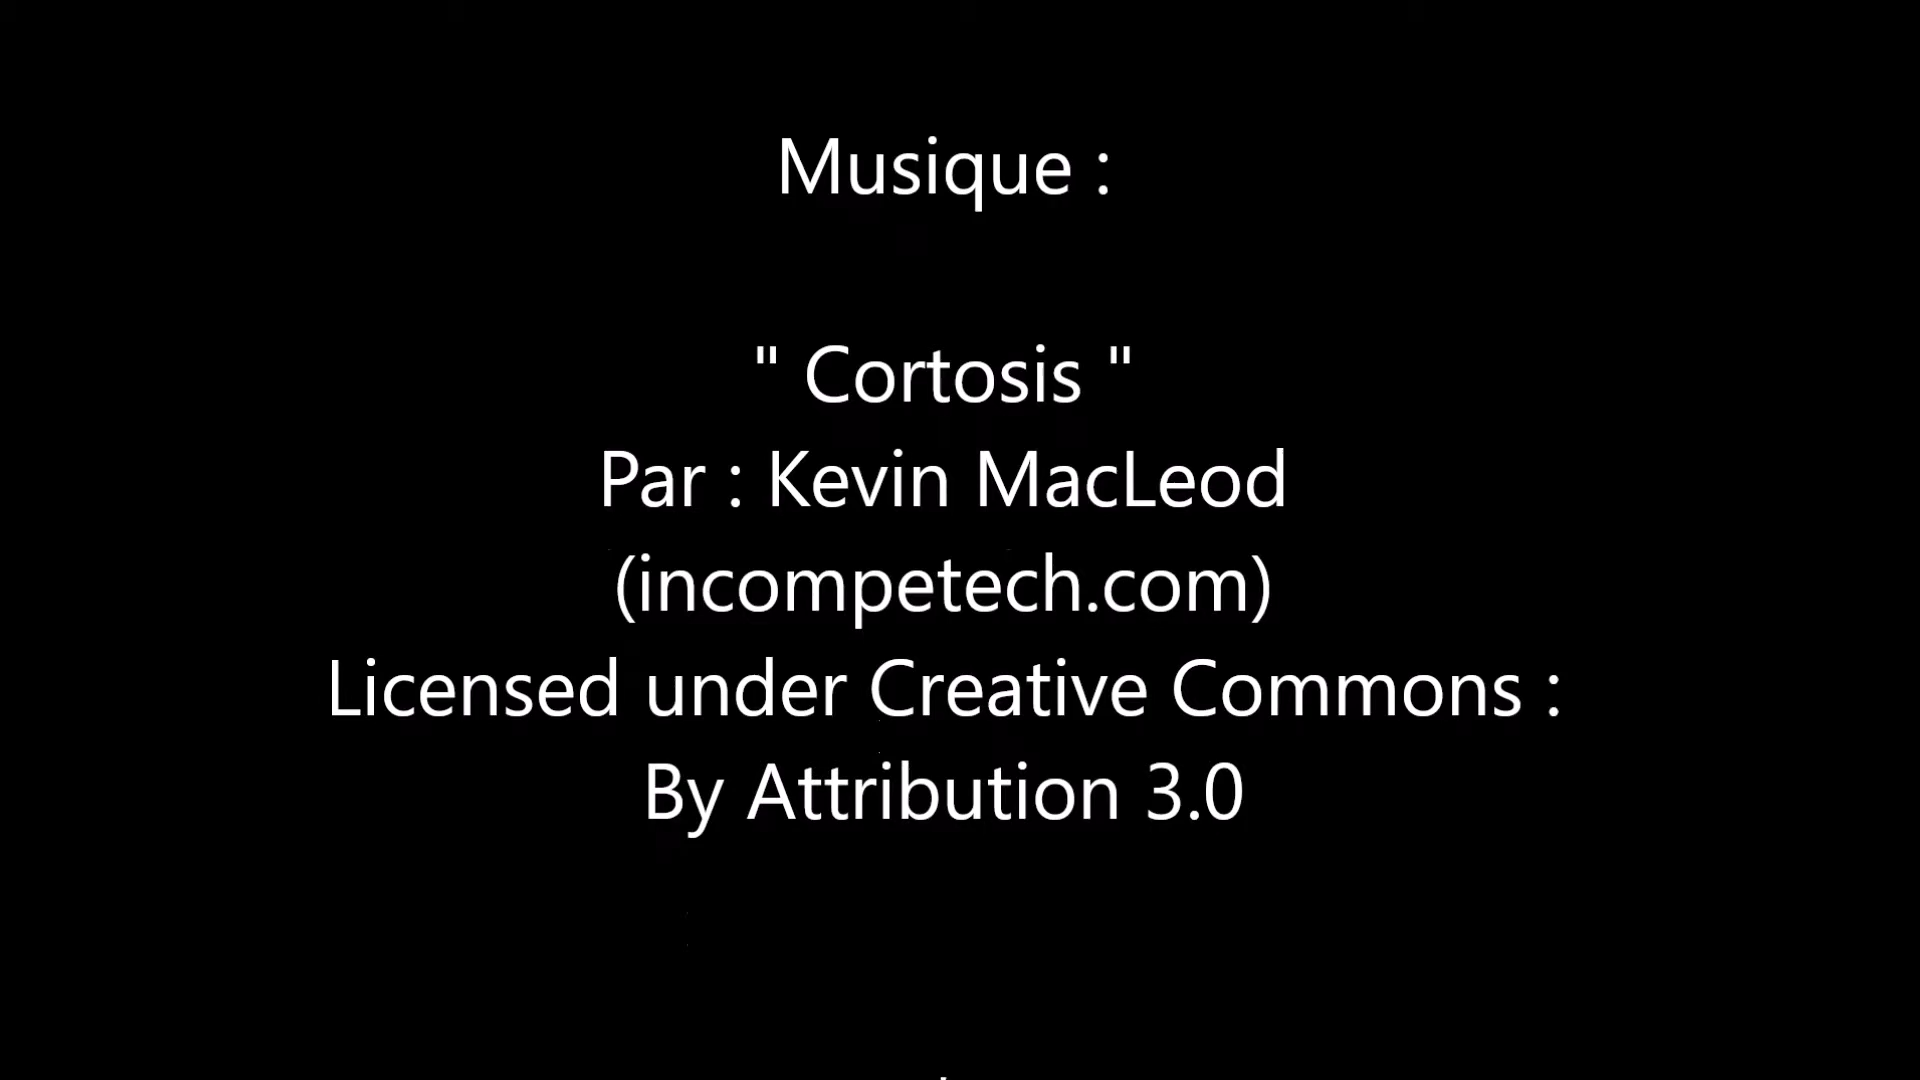 Musique :
" Cortosis "
Par : Kevin MacLeod
(incompetech.com)
Licensed under Creative Commons :
By Attribution 3.0